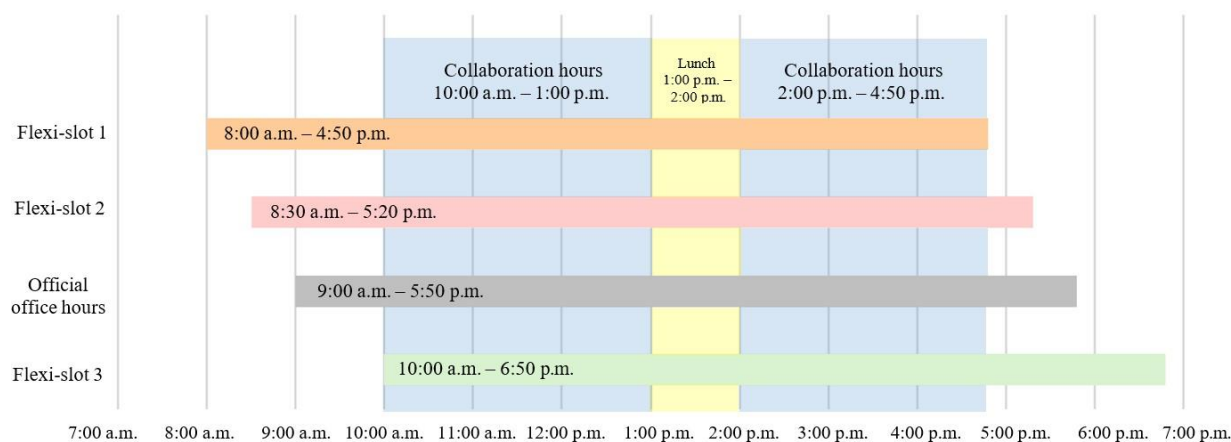 Collaboration hours
10:00 a.m. – 1:00 p.m.
Lunch
1:00 p.m. –
2:00 p.m.
Collaboration hours
2:00 p.m. – 4:50 p.m.
Flexi-slot 1
8:00 a.m. – 4:50 p.m.
Flexi-slot 2
8:30 a.m. – 5:20 p.m.
Official
office hours
9:00 a.m. – 5:50 p.m.
Flexi-slot 3
10:00 a.m. – 6:50 p.m.
7:00 a.m. 8:00 a.m. 9:00 a.m. 10:00 a.m. 11:00 a.m. 12:00 p.m. 1:00 p.m. 2:00 p.m. 3:00 p.m. 4:00 p.m. 5:00 p.m. 6:00 p.m. 7:00 p.m.